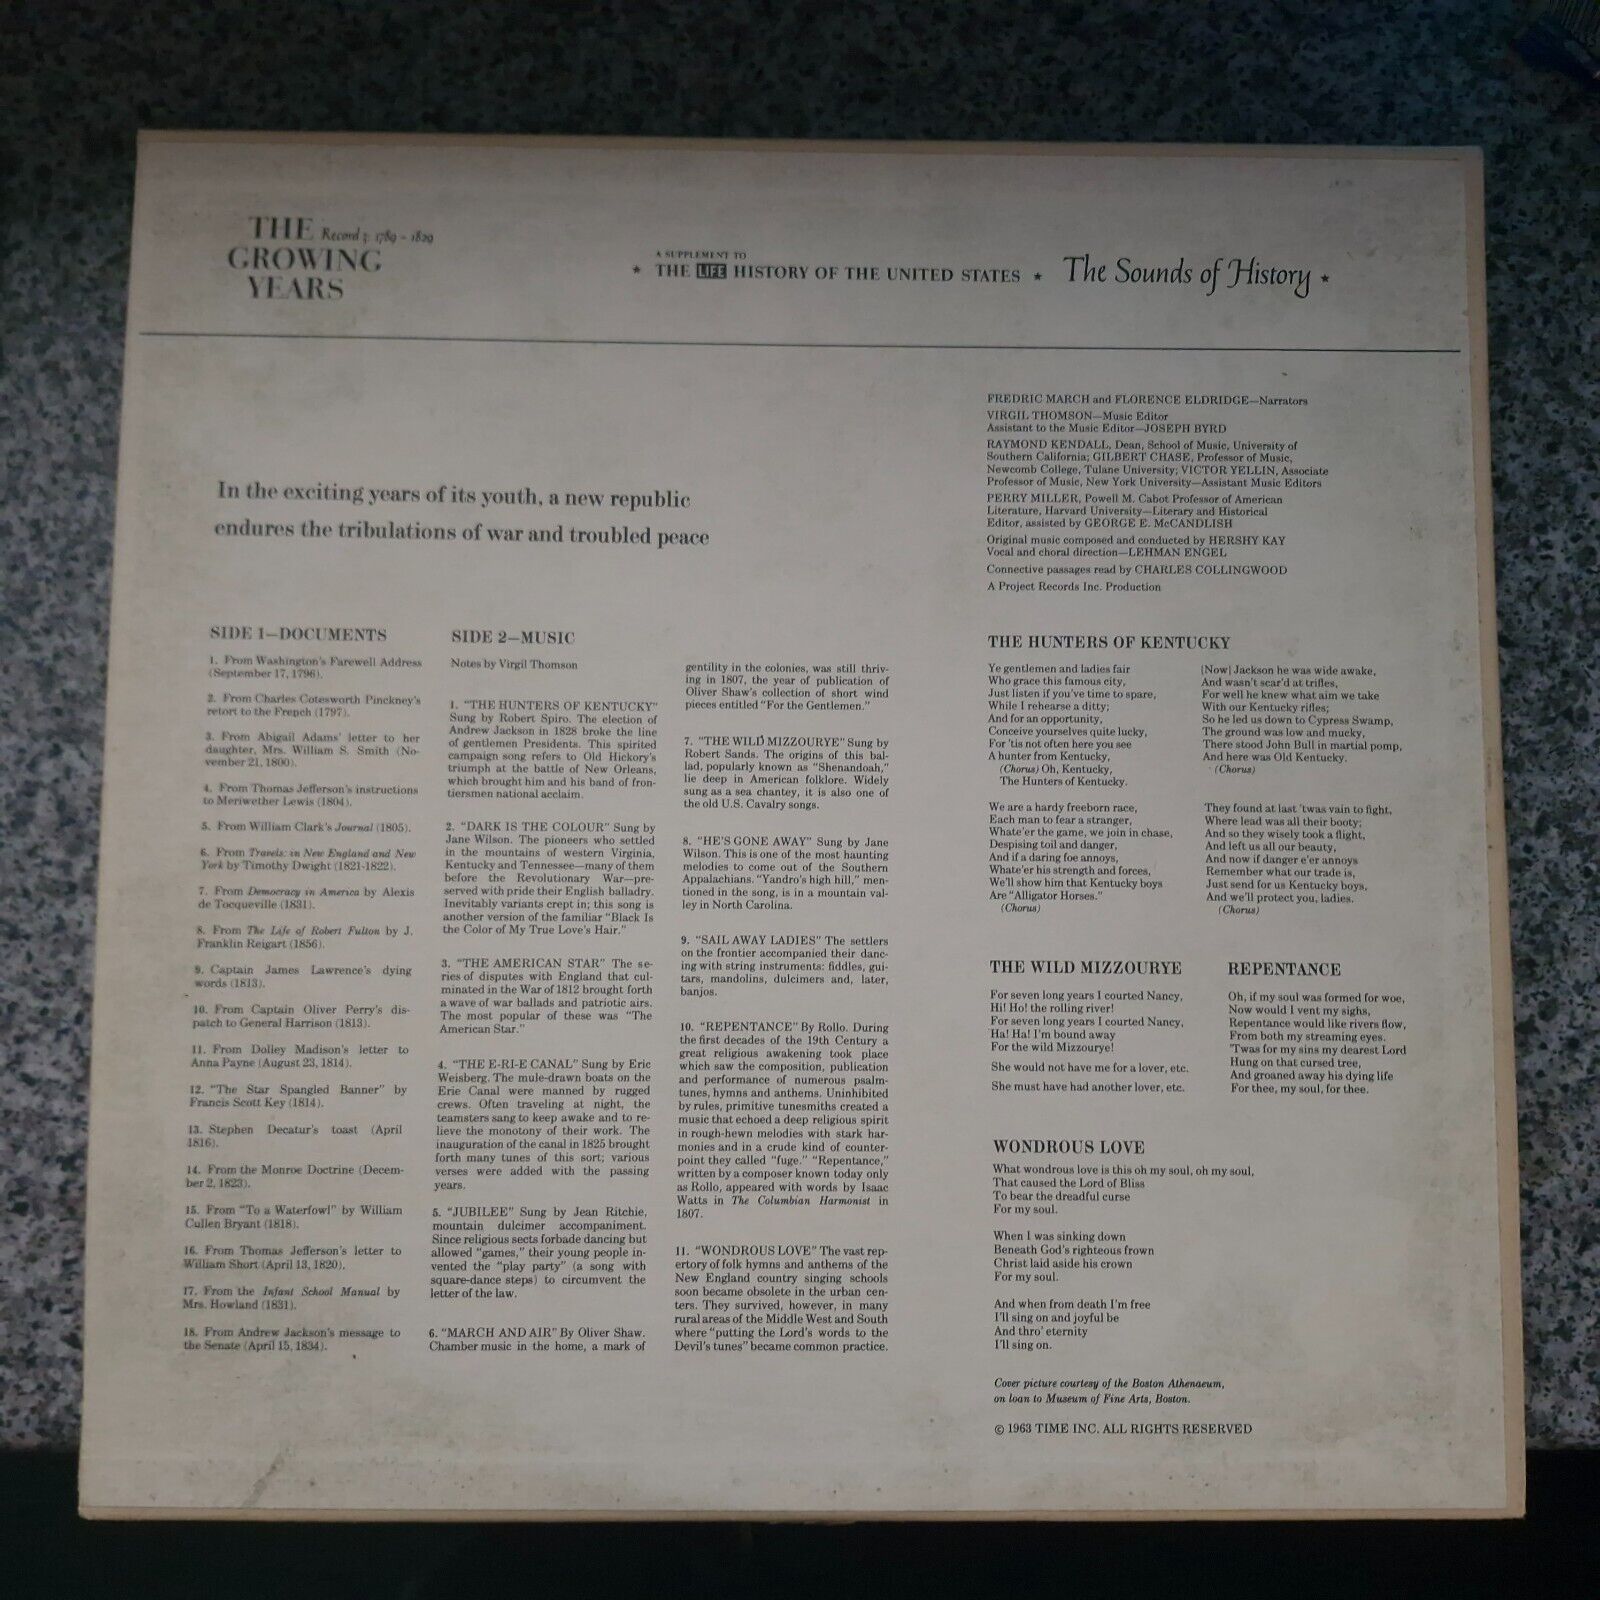 THE Record 3: 1789 – 1829
GROWING
YEARS
A SUPPLEMENT TO
★ THE LIFE HISTORY OF THE UNITED STATES ★ The Sounds of History ★
In the exciting years of its youth, a new republic
endures the tribulations of war and troubled peace
FREDRIC MARCH and FLORENCE ELDRIDGE—Narrators
VIRGIL THOMSON—Music Editor
Assistant to the Music Editor—JOSEPH BYRD
RAYMOND KENDALL, Dean, School of Music, University of
Southern California; GILBERT CHASE, Professor of Music,
Newcomb College, Tulane University; VICTOR YELLIN, Associate
Professor of Music, New York University—Assistant Music Editors
PERRY MILLER, Powell M. Cabot Professor of American
Literature, Harvard University—Literary and Historical
Editor, assisted by GEORGE E. McCANDLISH
Original music composed and conducted by HERSHY KAY
Vocal and choral direction—LEHMAN ENGEL
Connective passages read by CHARLES COLLINGWOOD
A Project Records Inc. Production
SIDE 1—DOCUMENTS
1. From Washington's Farewell Address
(September 17, 1796).
2. From Charles Cotesworth Pinckney's
retort to the French (1797).
3. From Abigail Adams' letter to her
daughter, Mrs. William S. Smith (No-
vember 21, 1800).
4. From Thomas Jefferson's instructions
to Meriwether Lewis (1804).
5. From William Clark's Journal (1805).
6. From Travels: in New England and New
York by Timothy Dwight (1821-1822).
7. From Democracy in America by Alexis
de Tocqueville (1831).
8. From The Life of Robert Fulton by J.
Franklin Reigart (1856).
9. Captain James Lawrence's dying
words (1813).
10. From Captain Oliver Perry's dis-
patch to General Harrison (1813).
11. From Dolley Madison's letter to
Anna Payne (August 23, 1814).
12. "The Star Spangled Banner" by
Francis Scott Key (1814).
13. Stephen Decatur's toast (April
1816).
14. From the Monroe Doctrine (Decem-
ber 2, 1823).
15. From "To a Waterfowl" by William
Cullen Bryant (1818).
16. From Thomas Jefferson's letter to
William Short (April 13, 1820).
17. From the Infant School Manual by
Mrs. Howland (1831).
18. From Andrew Jackson's message to
the Senate (April 15, 1834).
SIDE 2—MUSIC
Notes by Virgil Thomson
1. "THE HUNTERS OF KENTUCKY"
Sung by Robert Spiro. The election of
Andrew Jackson in 1828 broke the line
of gentlemen Presidents. This spirited
campaign song refers to Old Hickory's
triumph at the battle of New Orleans,
which brought him and his band of fron-
tiersmen national acclaim.
2. "DARK IS THE COLOUR" Sung by
Jane Wilson. The pioneers who settled
in the mountains of western Virginia,
Kentucky and Tennessee—many of them
before the Revolutionary War—pre-
served with pride their English balladry.
Inevitably variants crept in; this song is
another version of the familiar "Black Is
the Color of My True Love's Hair."
3. "THE AMERICAN STAR" The se-
ries of disputes with England that cul-
minated in the War of 1812 brought forth
a wave of war ballads and patriotic airs.
The most popular of these was "The
American Star."
4. "THE E-RI-E CANAL" Sung by Eric
Weisberg. The mule-drawn boats on the
Erie Canal were manned by rugged
crews. Often traveling at night, the
teamsters sang to keep awake and to re-
lieve the monotony of their work. The
inauguration of the canal in 1825 brought
forth many tunes of this sort; various
verses were added with the passing
years.
5. "JUBILEE" Sung by Jean Ritchie,
mountain dulcimer accompaniment.
Since religious sects forbade dancing but
allowed "games," their young people in-
vented the "play party" (a song with
square-dance steps) to circumvent the
letter of the law.
6. "MARCH AND AIR" By Oliver Shaw.
Chamber music in the home, a mark of
gentility in the colonies, was still thriv-
ing in 1807, the year of publication of
Oliver Shaw's collection of short wind
pieces entitled "For the Gentlemen."
7. "THE WILD MIZZOURYE" Sung by
Robert Sands. The origins of this bal-
lad, popularly known as "Shenandoah,"
lie deep in American folklore. Widely
sung as a sea chantey, it is also one of
the old U.S. Cavalry songs.
8. "HE'S GONE AWAY" Sung by Jane
Wilson. This is one of the most haunting
melodies to come out of the Southern
Appalachians. "Yandro's high hill," men-
tioned in the song, is in a mountain val-
ley in North Carolina.
9. "SAIL AWAY LADIES" The settlers
on the frontier accompanied their danc-
ing with string instruments: fiddles, gui-
tars, mandolins, dulcimers and, later,
banjos.
10. "REPENTANCE" By Rollo. During
the first decades of the 19th Century a
great religious awakening took place
which saw the composition, publication
and performance of numerous psalm-
tunes, hymns and anthems. Uninhibited
by rules, primitive tunesmiths created a
music that echoed a deep religious spirit
in rough-hewn melodies with stark har-
monies and in a crude kind of counter-
point they called "fuge." "Repentance,"
written by a composer known today only
as Rollo, appeared with words by Isaac
Watts in The Columbian Harmonist in
1807.
11. "WONDROUS LOVE" The vast rep-
ertory of folk hymns and anthems of the
New England country singing schools
soon became obsolete in the urban cen-
ters. They survived, however, in many
rural areas of the Middle West and South
where "putting the Lord's words to the
Devil's tunes" became common practice.
THE HUNTERS OF KENTUCKY
Ye gentlemen and ladies fair
Who grace this famous city,
Just listen if you've time to spare,
While I rehearse a ditty;
And for an opportunity,
Conceive yourselves quite lucky,
For 'tis not often here you see
A hunter from Kentucky,
(Chorus) Oh, Kentucky,
The Hunters of Kentucky.
We are a hardy freeborn race,
Each man to fear a stranger,
Whate'er the game, we join in chase,
Despising toil and danger,
And if a daring foe annoys,
Whate'er his strength and forces,
We'll show him that Kentucky boys
Are "Alligator Horses."
(Chorus)
[Now] Jackson he was wide awake,
And wasn't scar'd at trifles,
For well he knew what aim we take
With our Kentucky rifles;
So he led us down to Cypress Swamp,
The ground was low and mucky,
There stood John Bull in martial pomp,
And here was Old Kentucky.
(Chorus)
They found at last 'twas vain to fight,
Where lead was all their booty;
And so they wisely took a flight,
And left us all our beauty,
And now if danger e'er annoys
Remember what our trade is,
Just send for us Kentucky boys,
And we'll protect you, ladies.
(Chorus)
THE WILD MIZZOURYE
For seven long years I courted Nancy,
Hi! Ho! the rolling river!
For seven long years I courted Nancy,
Ha! Ha! I'm bound away
For the wild Mizzourye!
She would not have me for a lover, etc.
She must have had another lover, etc.
REPENTANCE
Oh, if my soul was formed for woe,
Now would I vent my sighs,
Repentance would like rivers flow,
From both my streaming eyes.
'Twas for my sins my dearest Lord
Hung on that cursed tree,
And groaned away his dying life
For thee, my soul, for thee.
WONDROUS LOVE
What wondrous love is this oh my soul, oh my soul,
That caused the Lord of Bliss
To bear the dreadful curse
For my soul.
When I was sinking down
Beneath God's righteous frown
Christ laid aside his crown
For my soul.
And when from death I'm free
I'll sing on and joyful be
And thro' eternity
I'll sing on.
Cover picture courtesy of the Boston Athenaeum,
on loan to Museum of Fine Arts, Boston.
© 1963 TIME INC. ALL RIGHTS RESERVED